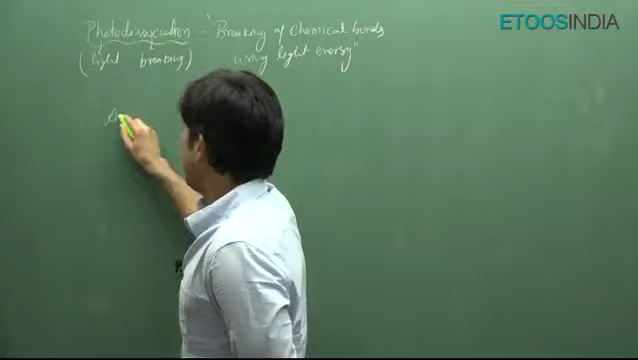 ETOOSINDIA
Photodissociation - "Breaking of chemical bonds
(light breaking) using light energy"